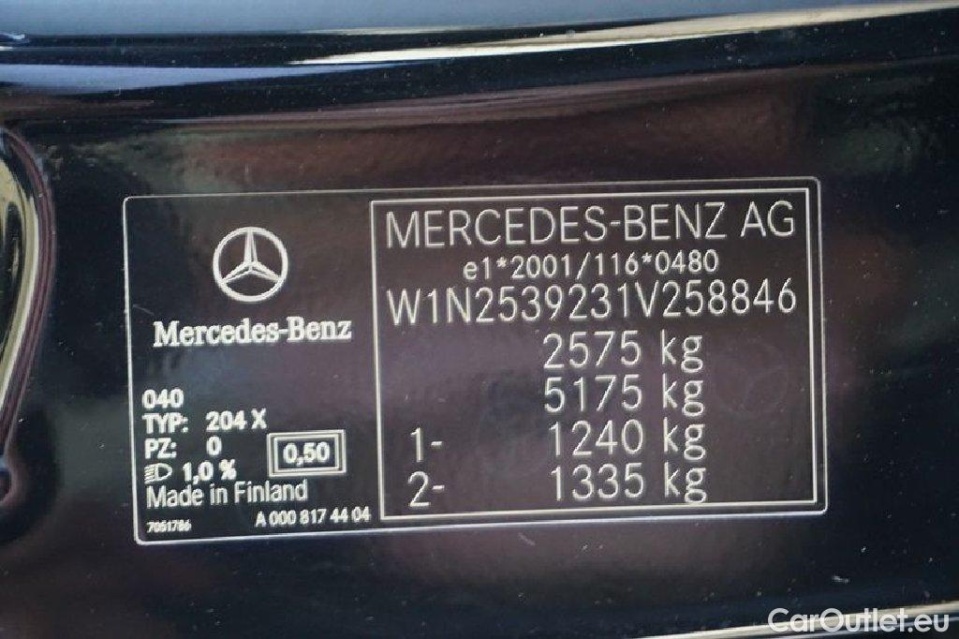 Mercedes-Benz
040
TYP: 204 X
PZ: 0
1,0 %
0,50
Made in Finland
7051786
A 000 817 44 04
MERCEDES-BENZ AG
e1*2001/116*0480
W1N2539231V258846
2575 kg
5175 kg
1- 1240 kg
2- 1335 kg
CarOutlet.eu